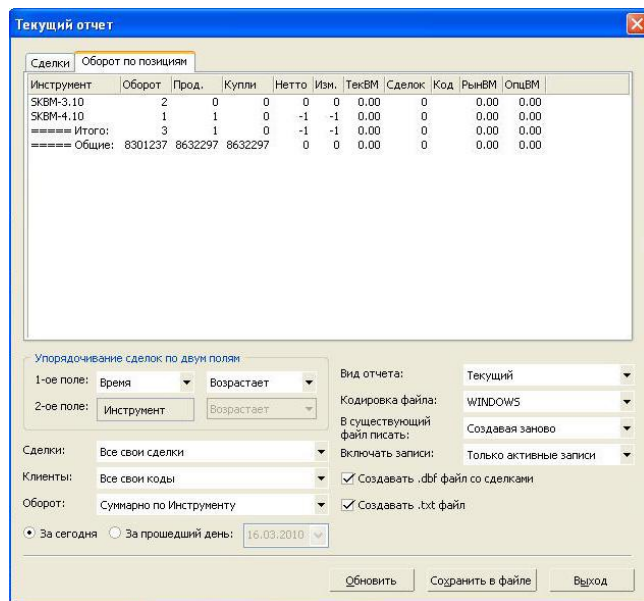 Текущий отчет
Сделки Оборот по позициям
Инструмент Оборот Прод. Купли Нетто Изм. ТекВМ Сделок Код РынВМ ОпцВМ
SKBM-3.10 2 0 0 0 0 0.00 0 0.00 0.00
SKBM-4.10 1 1 0 -1 -1 0.00 0 0.00 0.00
===== Итого: 3 1 0 -1 -1 0.00 0 0.00 0.00
===== Общие: 8301237 8632297 8632297 0 0 0.00 0 0.00 0.00
Упорядочивание сделок по двум полям
1-ое поле: Время Возрастает
2-ое поле: Инструмент Возрастает
Сделки: Все свои сделки
Клиенты: Все свои коды
Оборот: Суммарно по Инструменту
За сегодня За прошедший день: 16.03.2010
Вид отчета: Текущий
Кодировка файла: WINDOWS
В существующий
файл писать: Создавая заново
Включать записи: Только активные записи
Создавать .dbf файл со сделками
Создавать .txt файл
Обновить Сохранить в файле Выход